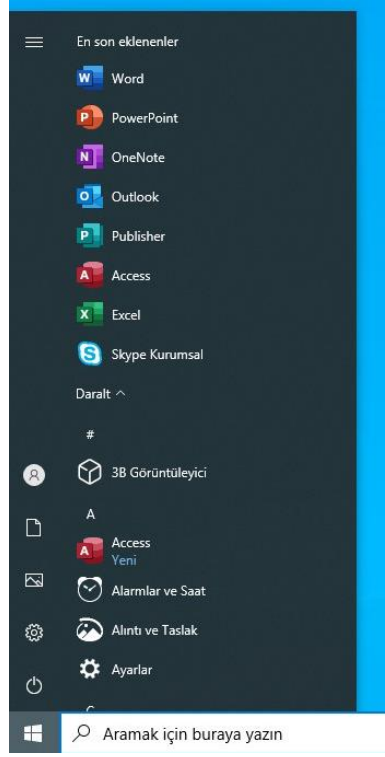 En son eklenenler
Word
PowerPoint
OneNote
Outlook
Publisher
Access
Excel
Skype Kurumsal
Daralt
#
3B Görüntüleyici
A
Access
Yeni
Alarmlar ve Saat
Alıntı ve Taslak
Ayarlar
Aramak için buraya yazın